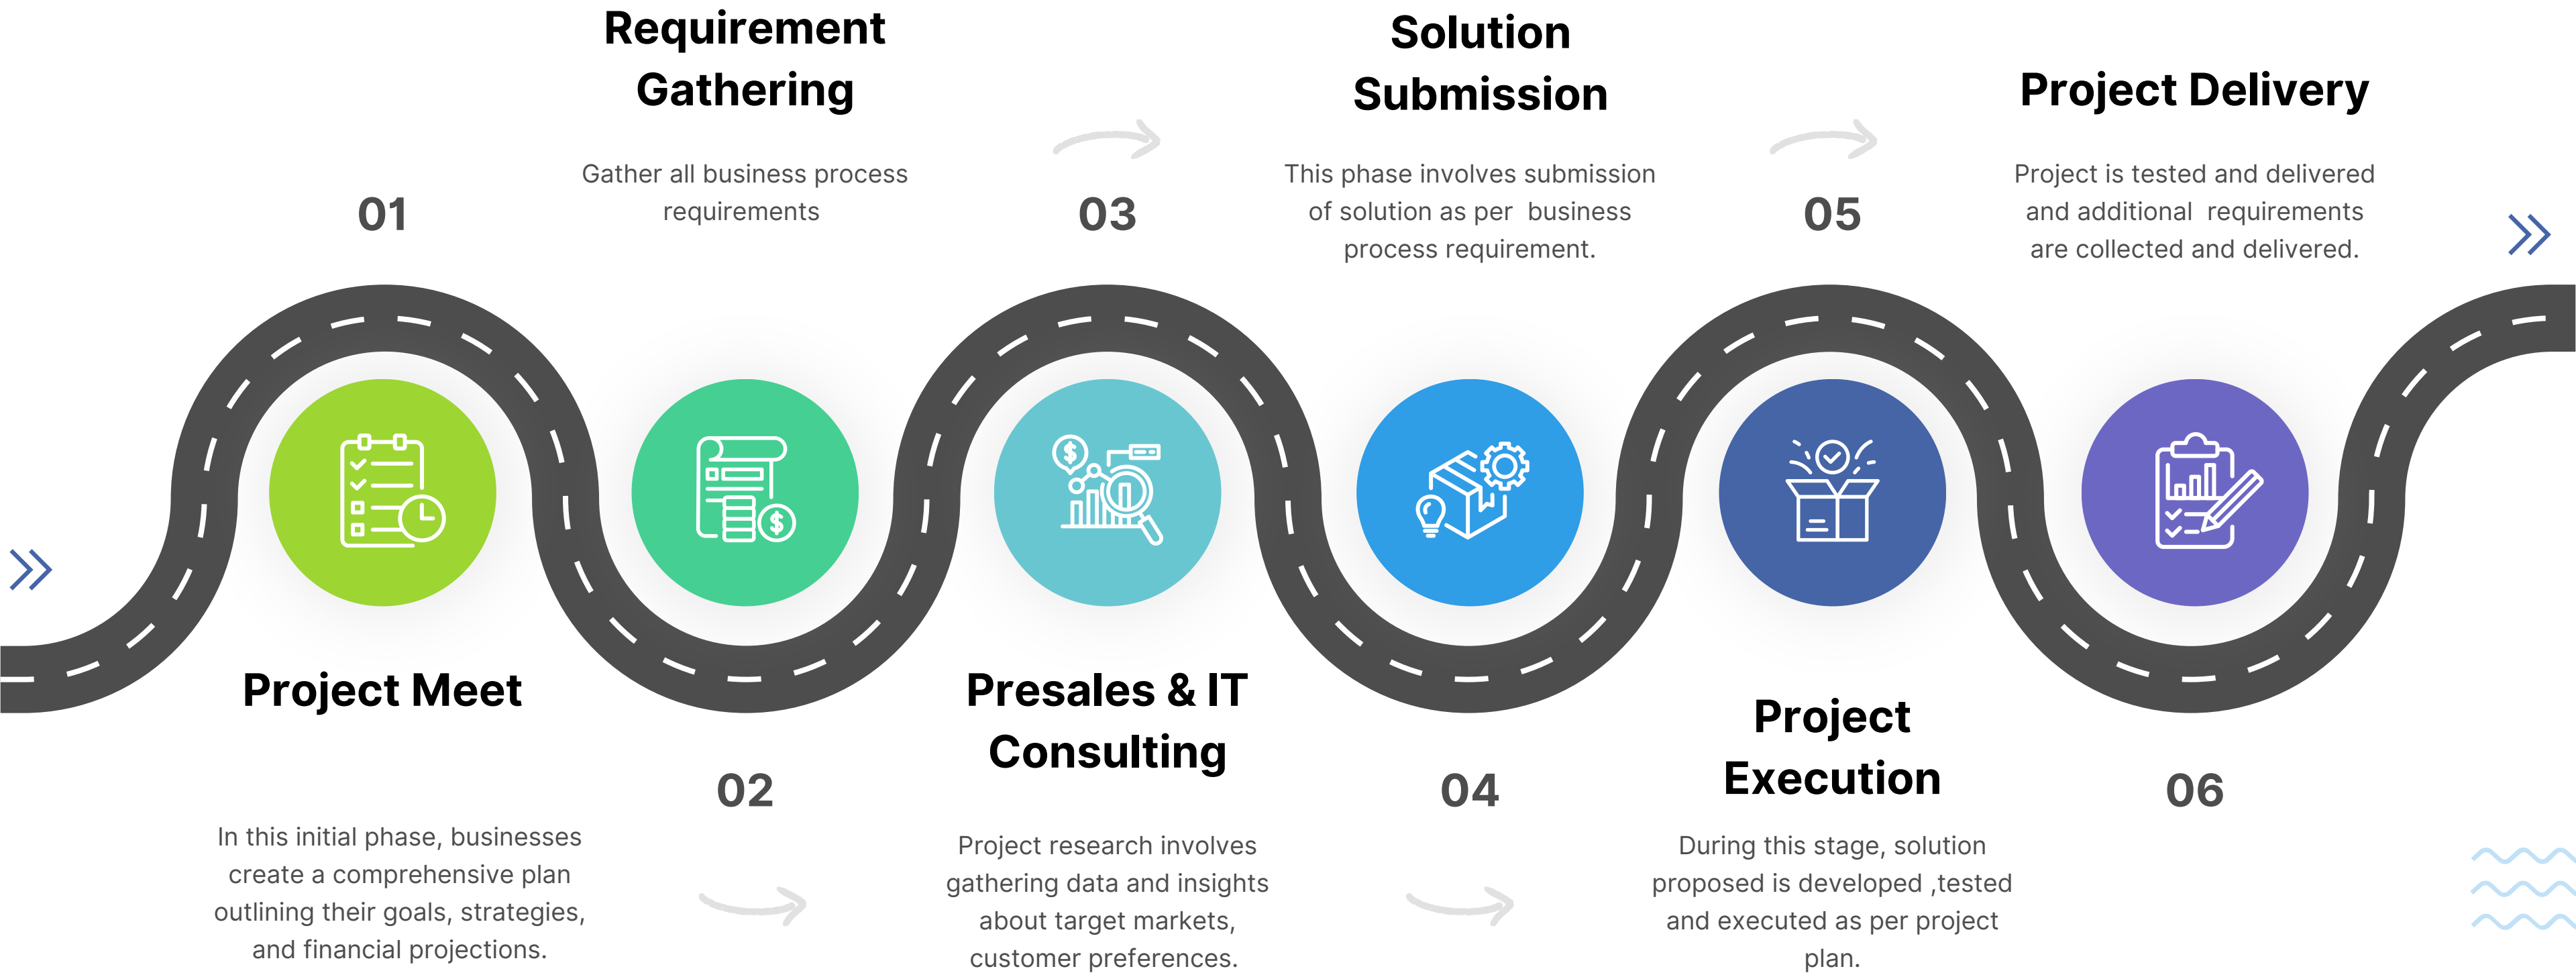 01
Project Meet
In this initial phase, businesses
create a comprehensive plan
outlining their goals, strategies,
and financial projections.
Requirement
Gathering
Gather all business process
requirements
02
03
Presales & IT
Consulting
Project research involves
gathering data and insights
about target markets,
customer preferences.
Solution
Submission
This phase involves submission
of solution as per  business
process requirement.
04
05
Project
Execution
During this stage, solution
proposed is developed ,tested
and executed as per project
plan.
Project Delivery
Project is tested and delivered
and additional  requirements
are collected and delivered.
06
$
$